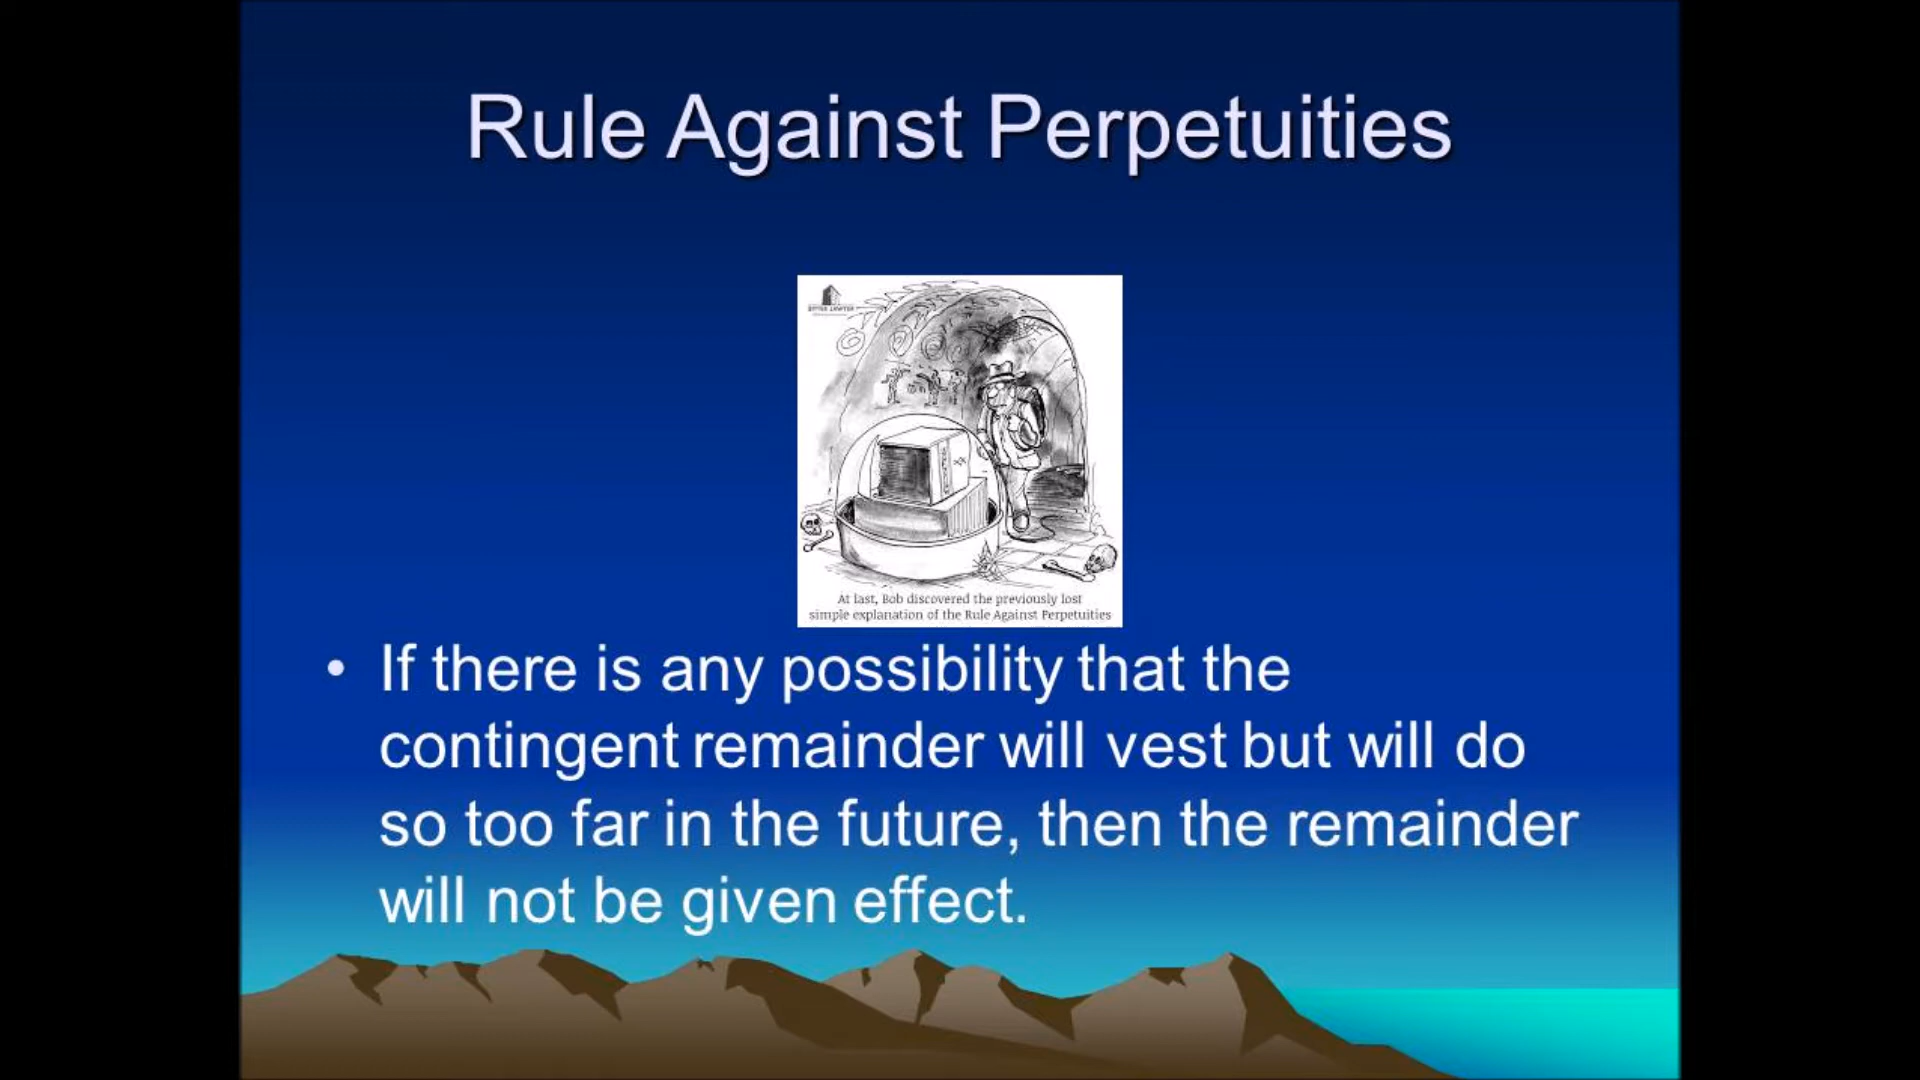 Rule Against Perpetuities
BITTER LAWYER
At last, Bob discovered the previously lost
simple explanation of the Rule Against Perpetuities
• If there is any possibility that the
contingent remainder will vest but will do
so too far in the future, then the remainder
will not be given effect.